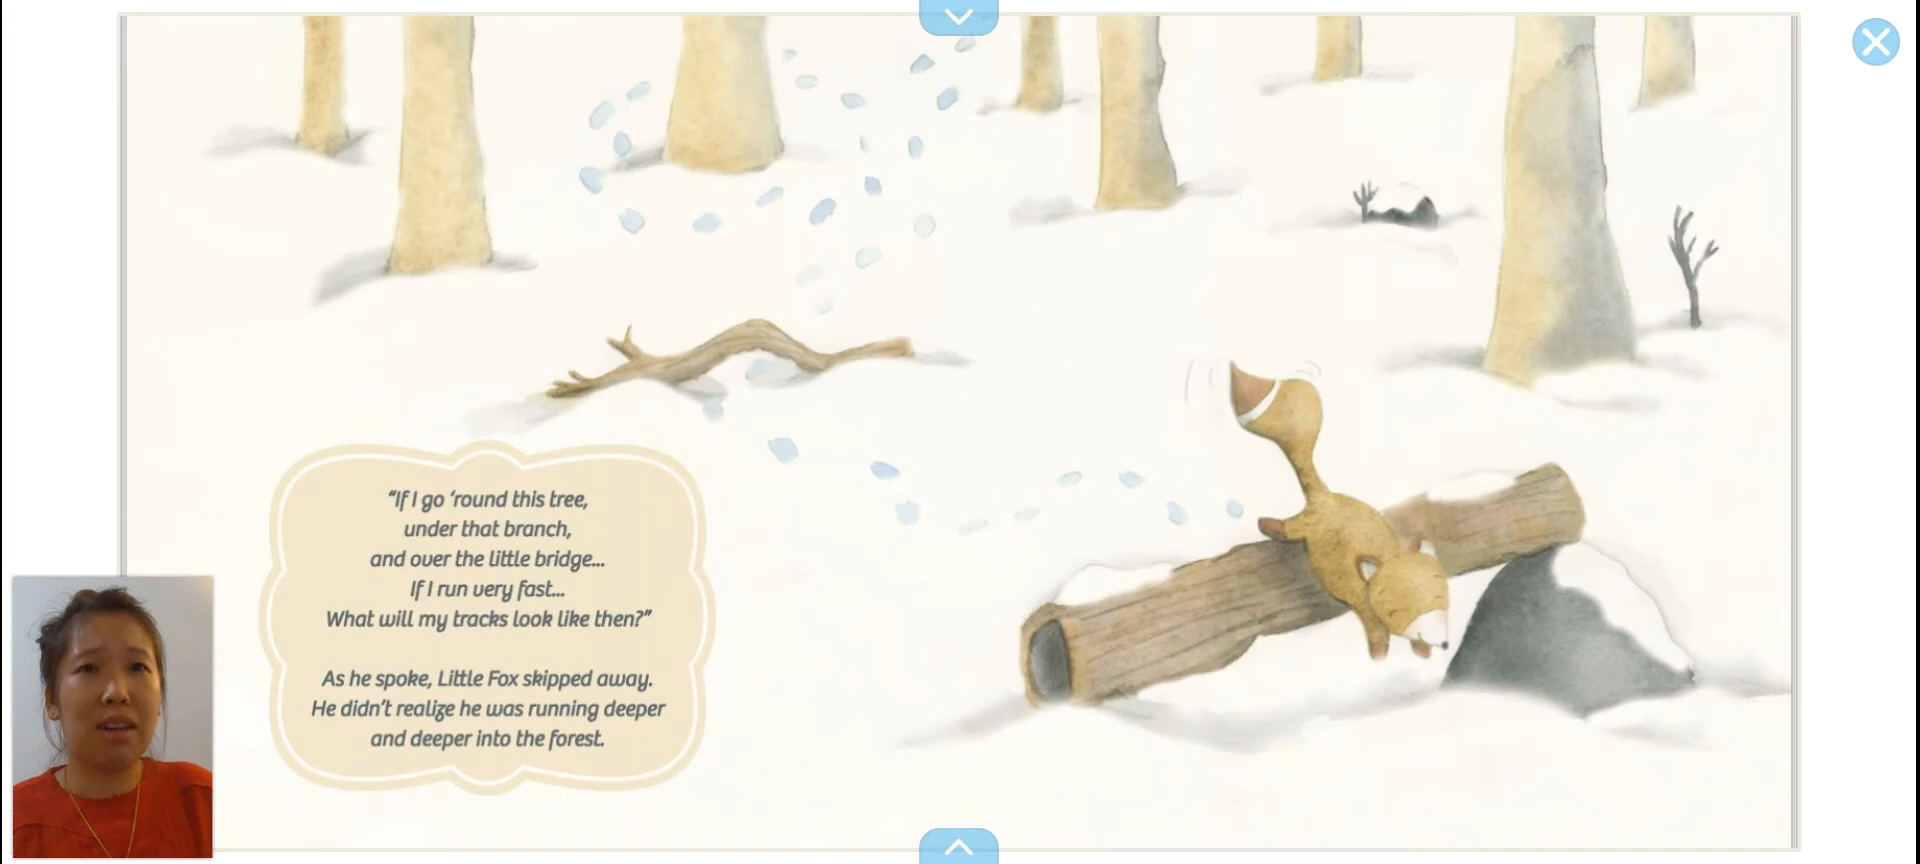 “If I go ‘round this tree,
under that branch,
and over the little bridge...
If I run very fast...
What will my tracks look like then?”
As he spoke, Little Fox skipped away.
He didn’t realize he was running deeper
and deeper into the forest.